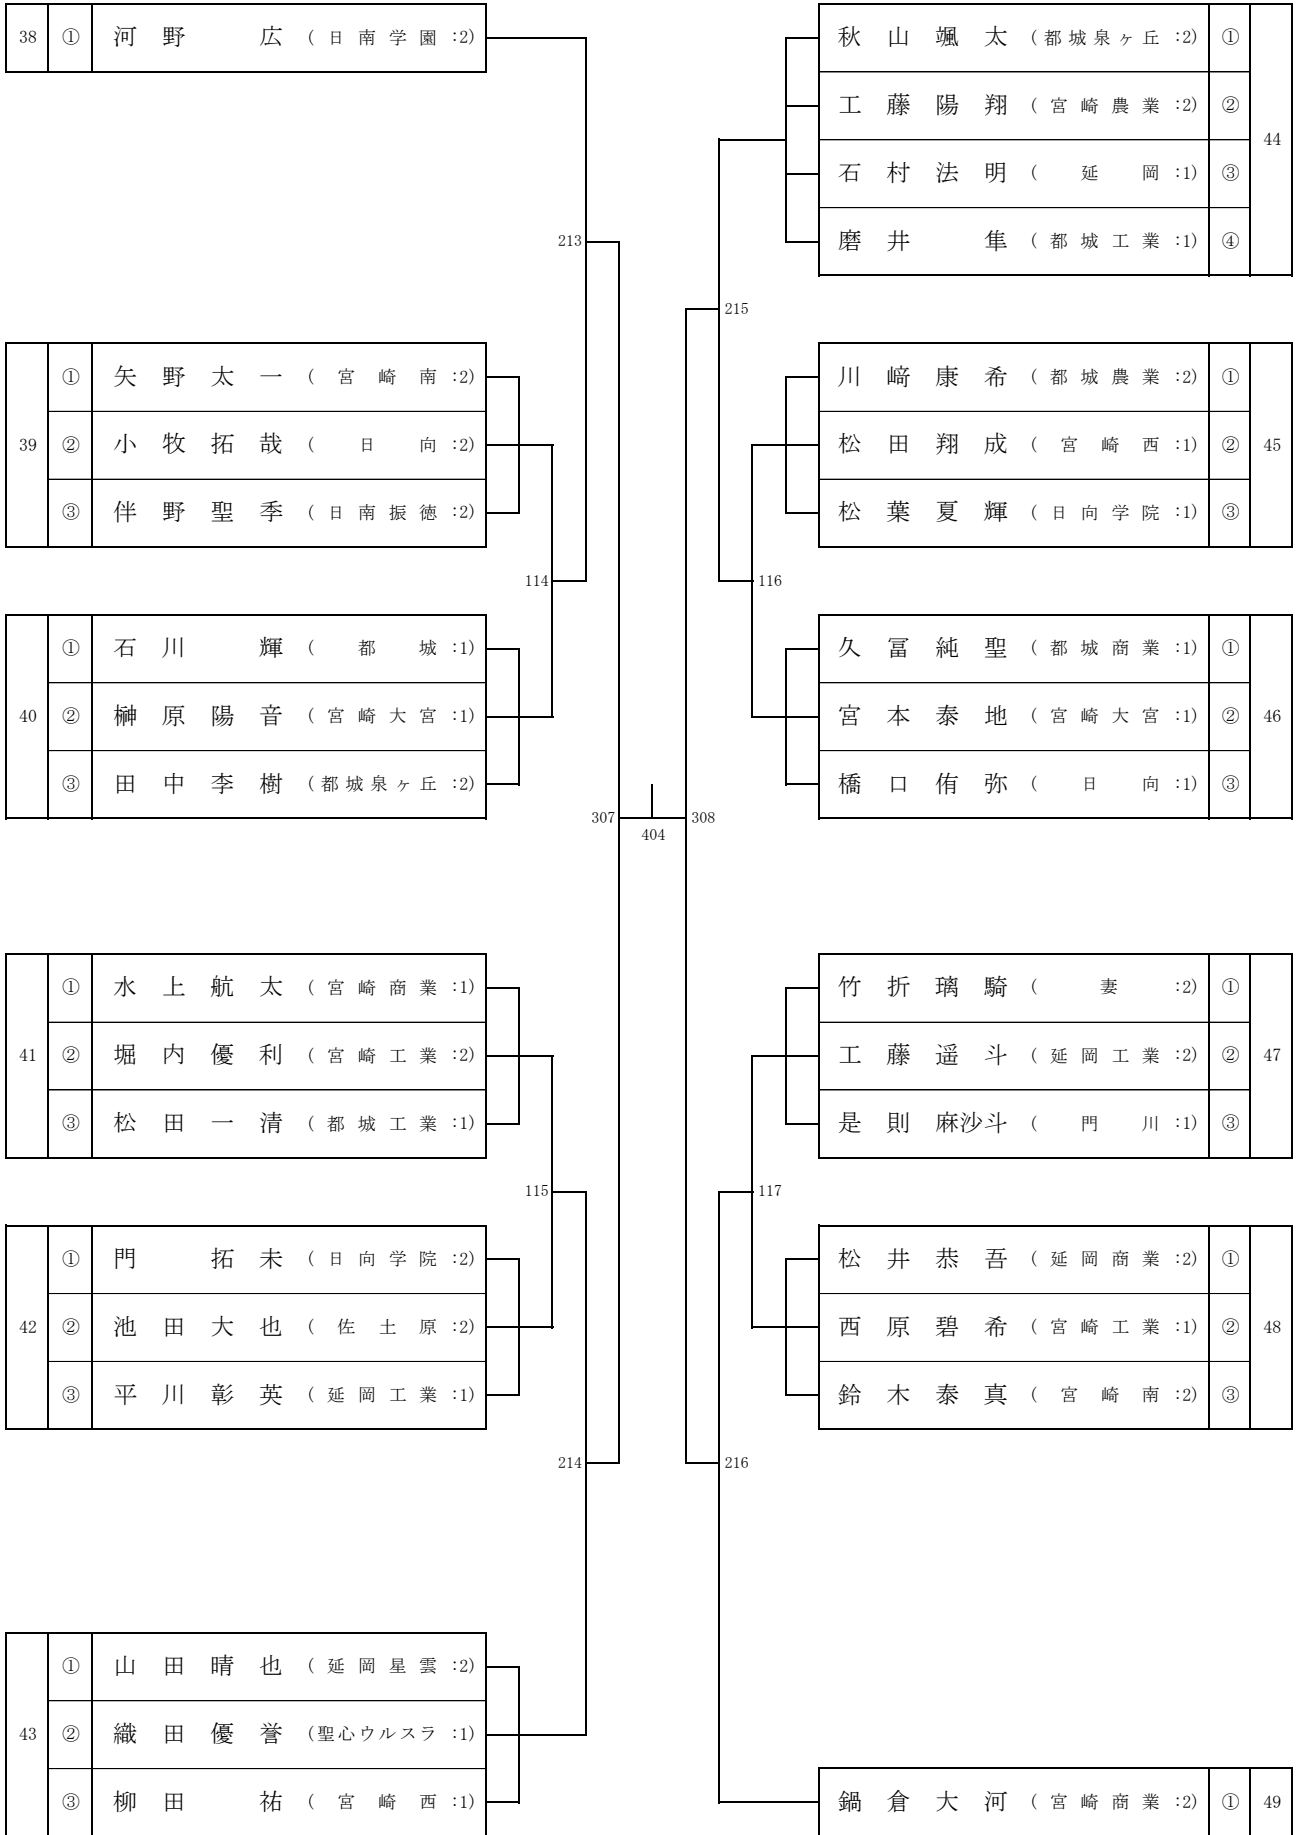 38 ① 河野 広 (日南学園:2)
213
39
① 矢野太一 (宮崎南:2)
② 小牧拓哉 (日向:2)
③ 伴野聖季 (日南振徳:2)
114
40
① 石川 輝 (都城:1)
② 榊原陽音 (宮崎大宮:1)
③ 田中李樹 (都城泉ヶ丘:2)
307
404
41
① 水上航太 (宮崎商業:1)
② 堀内優利 (宮崎工業:2)
③ 松田一清 (都城工業:1)
115
42
① 門 拓未 (日向学院:2)
② 池田大也 (佐土原:2)
③ 平川彰英 (延岡工業:1)
214
43
① 山田晴也 (延岡星雲:2)
② 織田優誉 (聖心ウルスラ:1)
③ 柳田 祐 (宮崎西:1)
秋山颯太 (都城泉ヶ丘:2) ①
工藤陽翔 (宮崎農業:2) ②
石村法明 (延岡:1) ③
磨井 隼 (都城工業:1) ④
44
215
川﨑康希 (都城農業:2) ①
松田翔成 (宮崎西:1) ②
松葉夏輝 (日向学院:1) ③
45
116
久冨純聖 (都城商業:1) ①
宮本泰地 (宮崎大宮:1) ②
橋口侑弥 (日向:1) ③
46
308
竹折璃騎 (妻:2) ①
工藤遥斗 (延岡工業:2) ②
是則麻沙斗 (門川:1) ③
47
117
松井恭吾 (延岡商業:2) ①
西原碧希 (宮崎工業:1) ②
鈴木泰真 (宮崎南:2) ③
48
216
鍋倉大河 (宮崎商業:2) ① 49